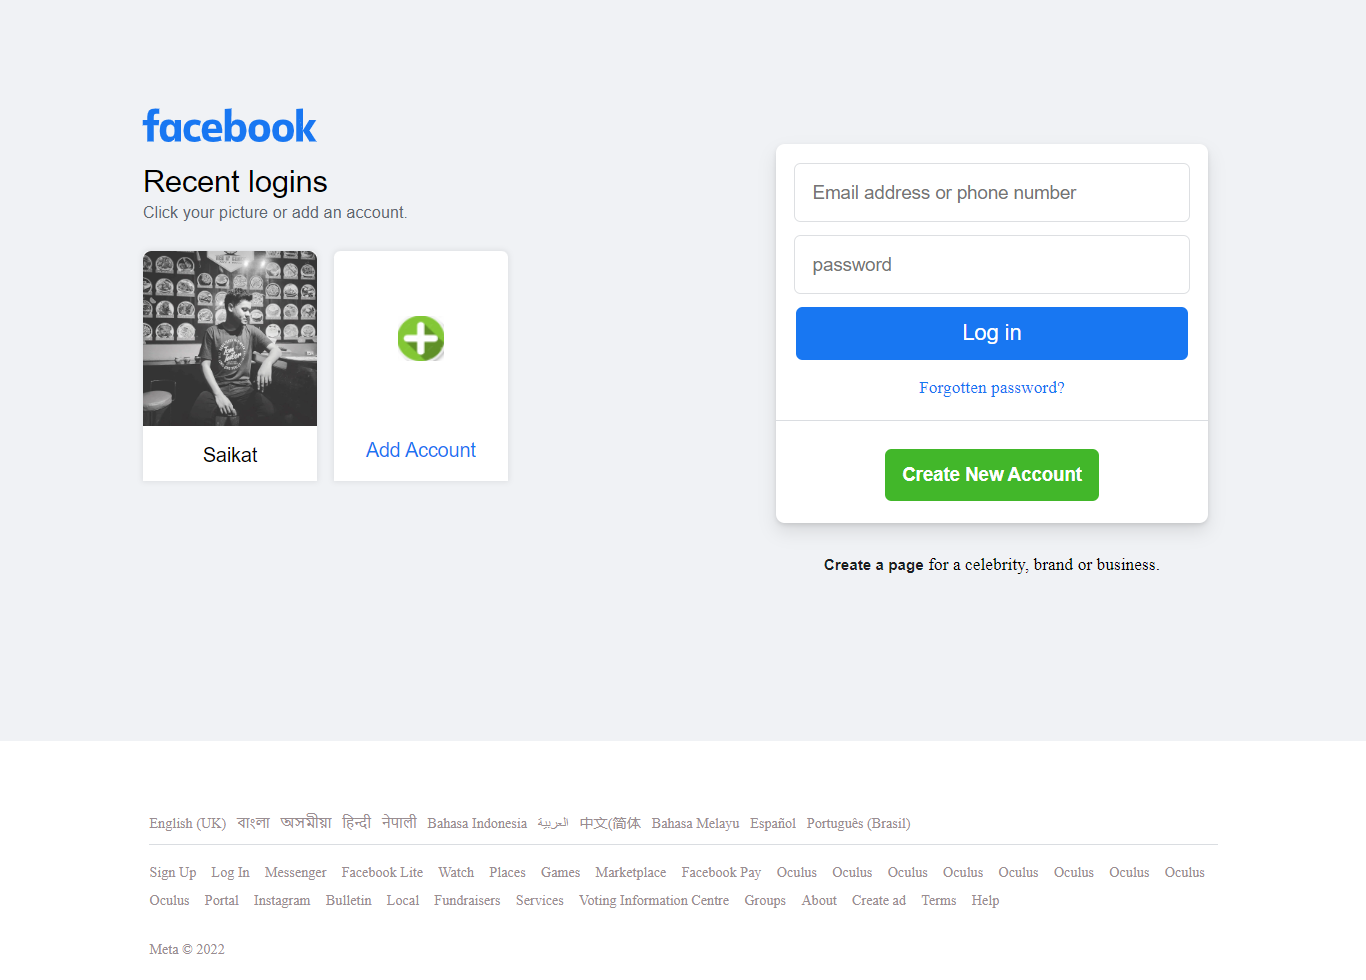 facebook
Recent logins
Click your picture or add an account.
Saikat
Add Account
Email address or phone number
password
Log in
Forgotten password?
Create New Account
Create a page for a celebrity, brand or business.
English (UK) বাংলা অসমীয়া हिन्दी नेपाली Bahasa Indonesia العربية 中文(简体 Bahasa Melayu Español Português (Brasil)
Sign Up Log In Messenger Facebook Lite Watch Places Games Marketplace Facebook Pay Oculus Oculus Oculus Oculus Oculus Oculus Oculus Oculus
Oculus Portal Instagram Bulletin Local Fundraisers Services Voting Information Centre Groups About Create ad Terms Help
Meta © 2022